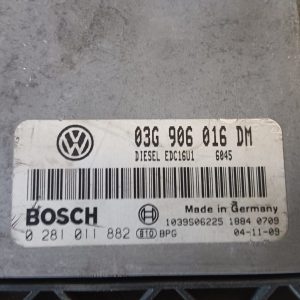 03G 906 016 DM
DIESEL EDC16U1 6045
BOSCH
Made in Germany
1039S06225 1884 0709
0 281 011 882 810 BPG
04-11-09